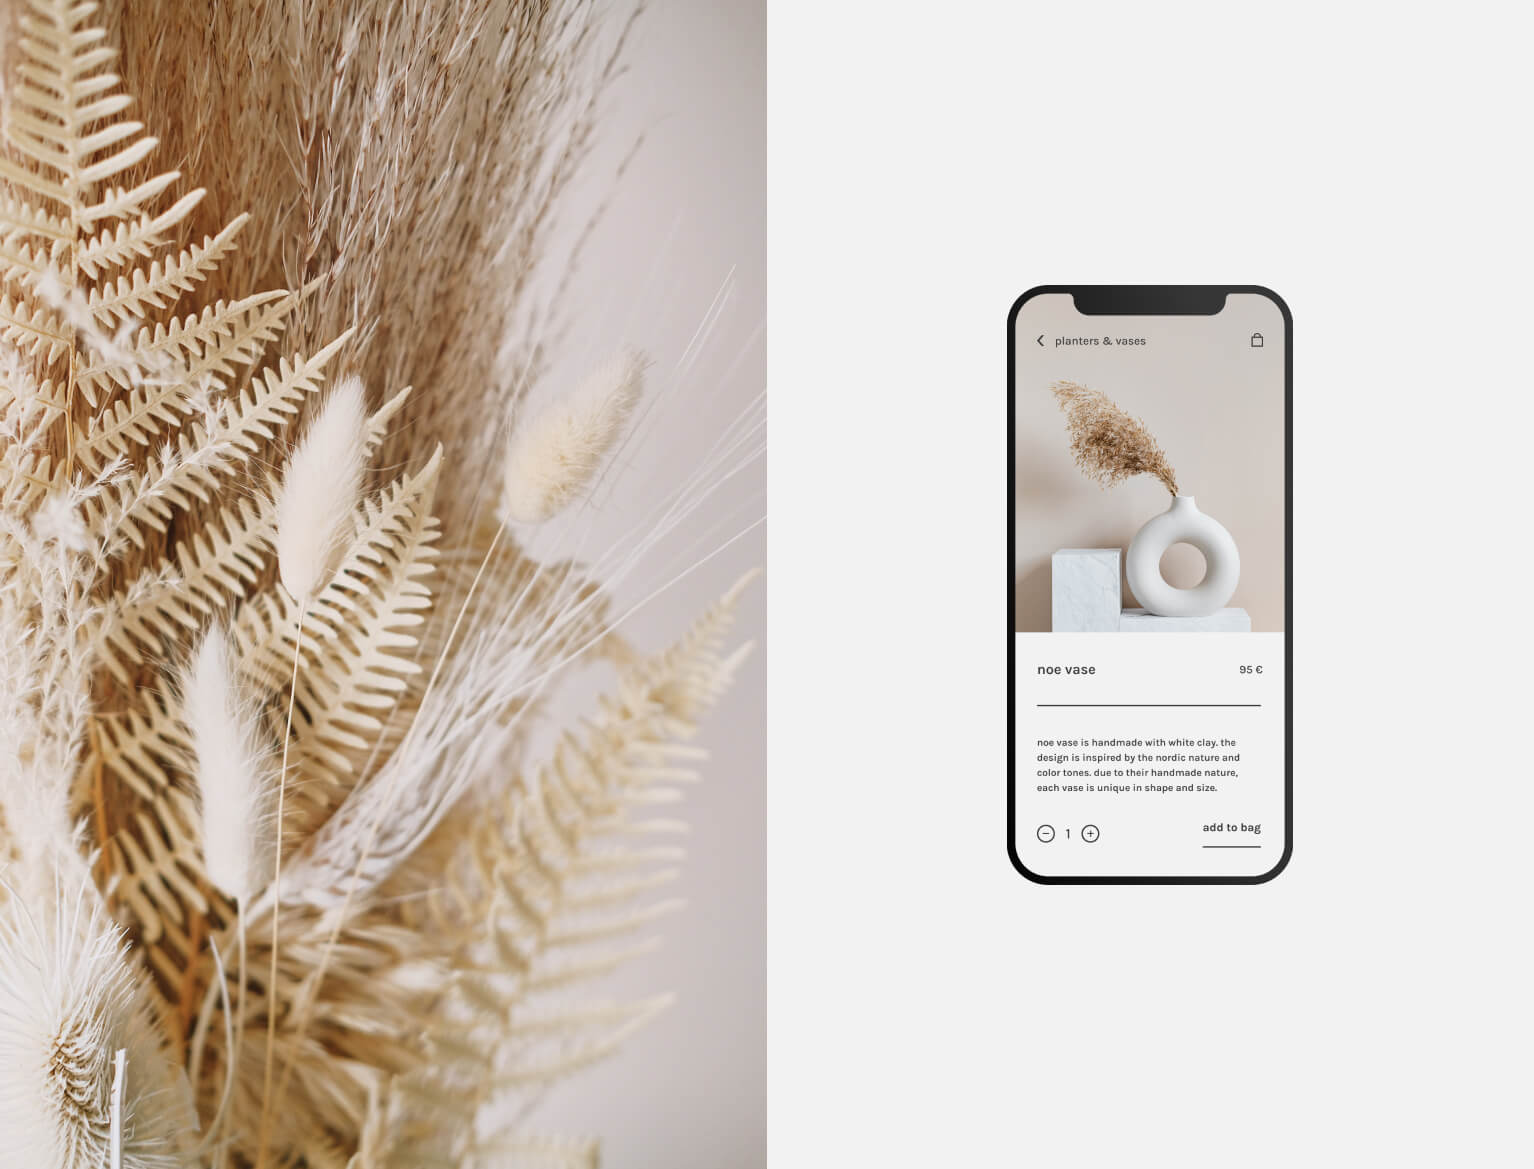 planters & vases
noe vase
95 €
noe vase is handmade with white clay. the
design is inspired by the nordic nature and
color tones. due to their handmade nature,
each vase is unique in shape and size.
1
add to bag